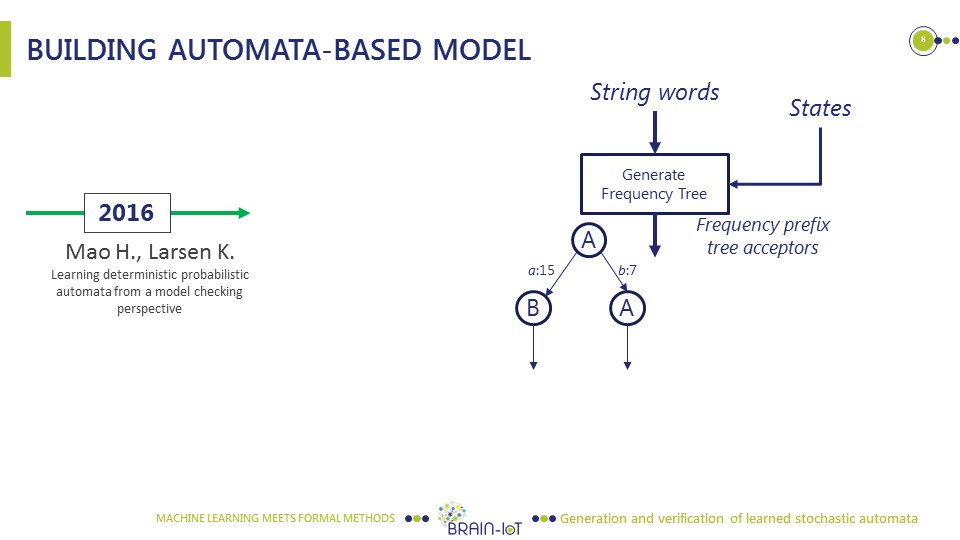 BUILDING AUTOMATA-BASED MODEL
8
String words
States
Generate
Frequency Tree
2016
Frequency prefix
tree acceptors
Mao H., Larsen K.
Learning deterministic probabilistic
automata from a model checking
perspective
A
a:15
b:7
B
A
MACHINE LEARNING MEETS FORMAL METHODS
BRAIN-IoT
Generation and verification of learned stochastic automata